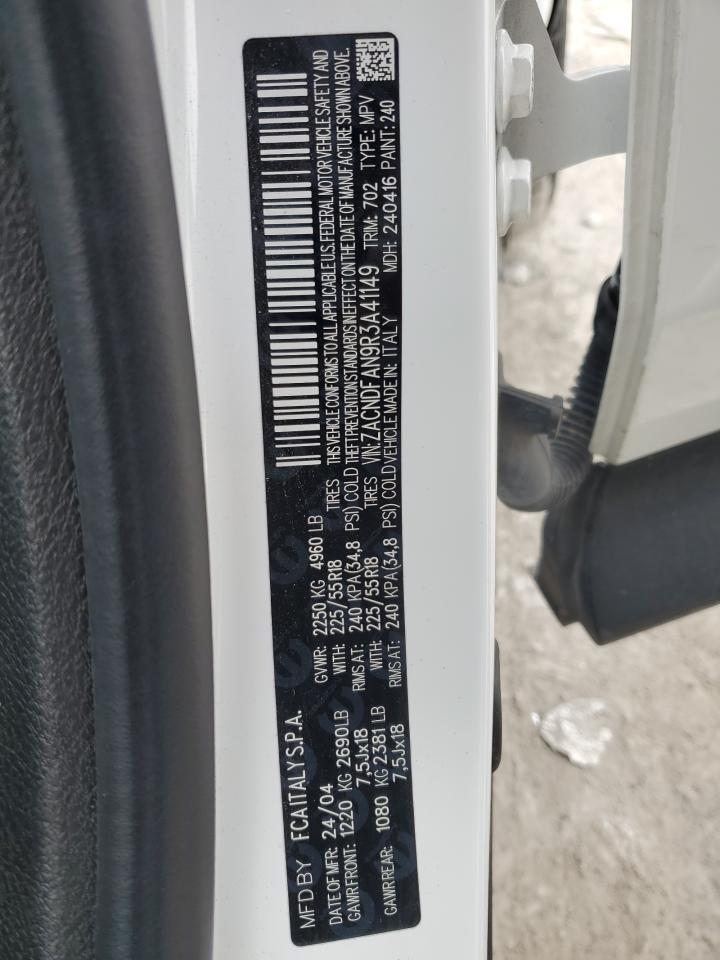 MFD BY FCA ITALY S.P.A.
DATE OF MFR: 24/04 GVWR: 2250 KG 4960 LB
GAWR FRONT: 1220 KG 2690LB WITH: 225/55R18 TIRES
7,5Jx18 RIMS AT: 240 KPA(34,8 PSI) COLD
GAWR REAR: 1080 KG 2381 LB WITH: 225/55R18 TIRES
7,5Jx18 RIMS AT: 240 KPA(34,8 PSI) COLD
THIS VEHICLE CONFORMS TO ALL APPLICABLE U.S. FEDERAL MOTOR VEHICLE SAFETY AND
THEFT PREVENTION STANDARDS IN EFFECT ON THE DATE OF MANUFACTURE SHOWN ABOVE.
VIN: ZACNDFAN9R3A41149 TRIM: 702 TYPE: MPV
VEHICLE MADE IN: ITALY MDH: 240416 PAINT: 240